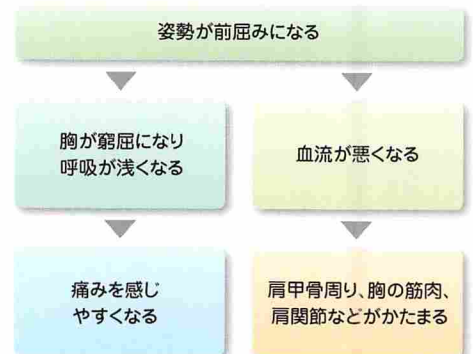 姿勢が前屈みになる
胸が窮屈になり
呼吸が浅くなる
血流が悪くなる
痛みを感じ
やすくなる
肩甲骨周り、胸の筋肉、
肩関節などがかたまる